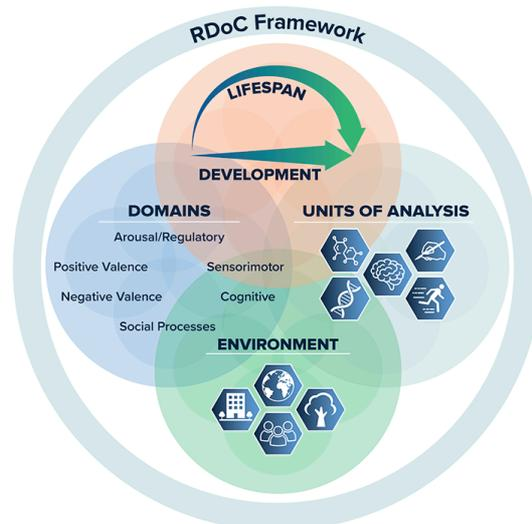 RDoC Framework
LIFESPAN
DEVELOPMENT
DOMAINS
Arousal/Regulatory
Positive Valence
Sensorimotor
Negative Valence
Cognitive
Social Processes
UNITS OF ANALYSIS
ENVIRONMENT